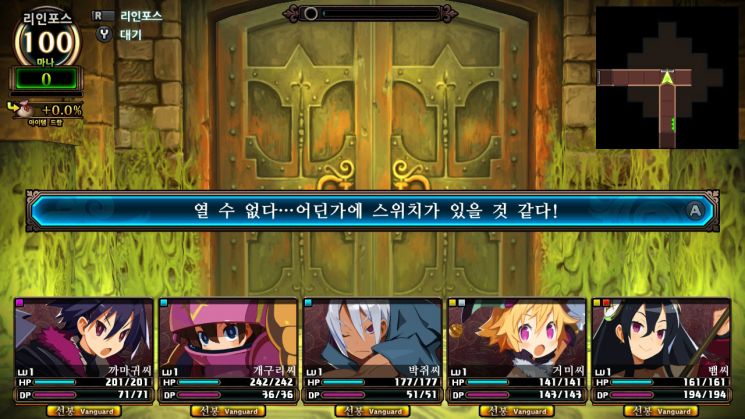 리인포스
100
마나
0
+0.0%
아이템 드랍
R 리인포스
Y 대기
열 수 없다…어딘가에 스위치가 있을 것 같다!
A
LV1 까마귀씨
HP 201/201
DP 71/71
선봉 Vanguard
LV1 개구리씨
HP 242/242
DP 36/36
선봉 Vanguard
LV1 박쥐씨
HP 177/177
DP 51/51
선봉 Vanguard
LV1 거미씨
HP 141/141
DP 143/143
선봉 Vanguard
LV1 뱀씨
HP 161/161
DP 194/194
선봉 Vanguard